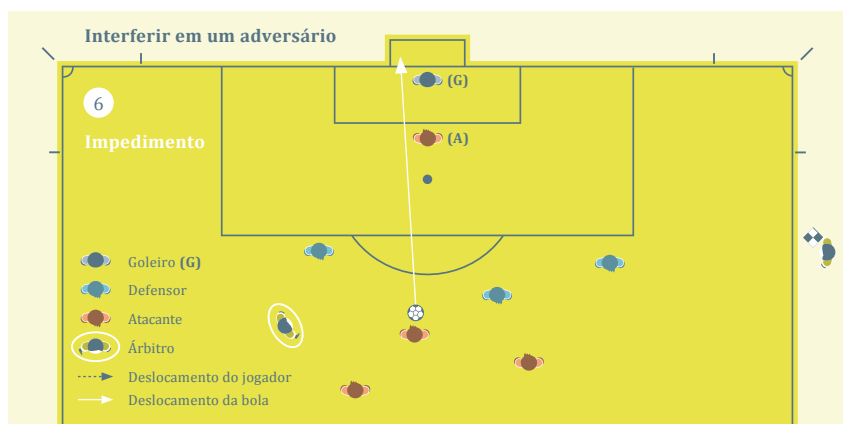 Interferir em um adversário
(G)
6
(A)
Impedimento
Goleiro (G)
Defensor
Atacante
Árbitro
Deslocamento do jogador
Deslocamento da bola